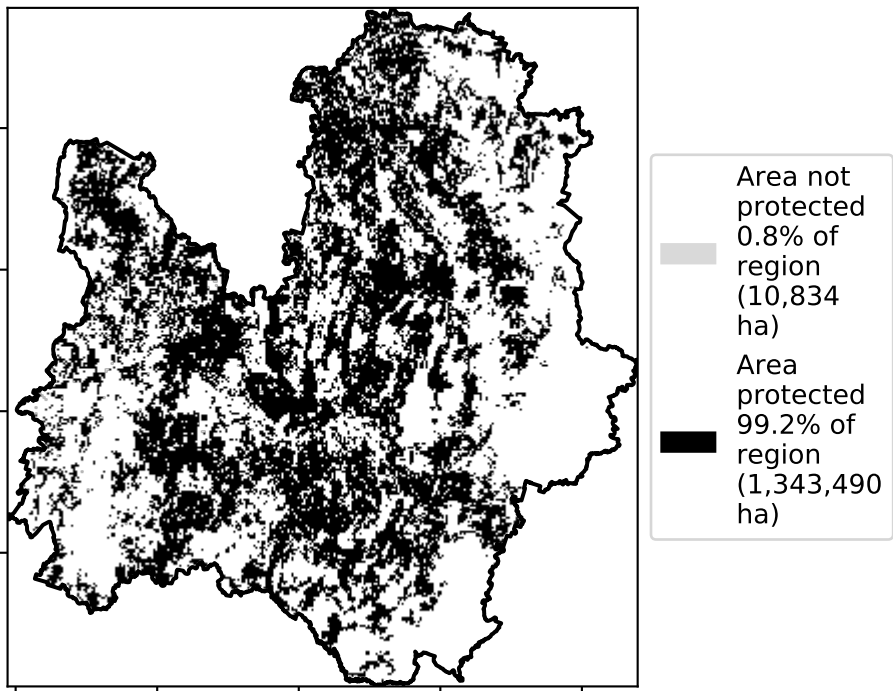 Area not
protected
0.8% of
region
(10,834
ha)
Area
protected
99.2% of
region
(1,343,490
ha)